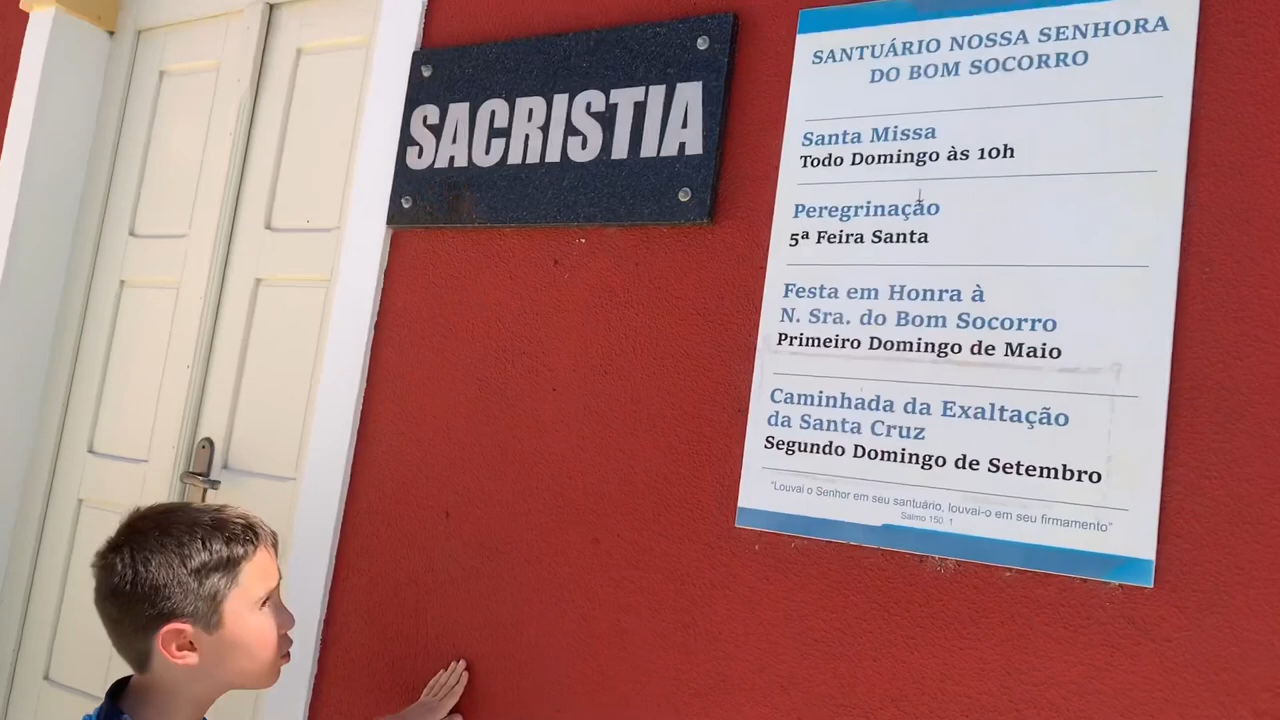 SACRISTIA
SANTUÁRIO NOSSA SENHORA
DO BOM SOCORRO
Santa Missa
Todo Domingo às 10h
Peregrinação
5ª Feira Santa
Festa em Honra à
N. Sra. do Bom Socorro
Primeiro Domingo de Maio
Caminhada da Exaltação
da Santa Cruz
Segundo Domingo de Setembro
"Louvai o Senhor em seu santuário, louvai-o em seu firmamento"
Salmo 150 1